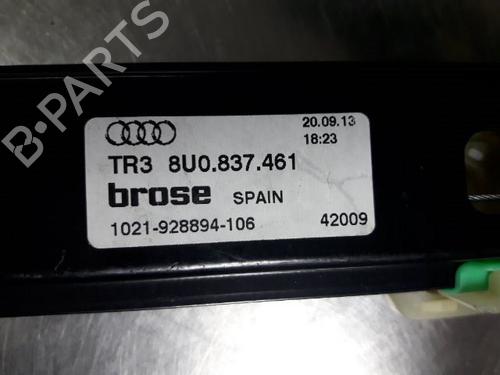 B-PARTS
20.09.13
18:23
TR3 8U0.837.461
brose SPAIN
1021-928894-106 42009